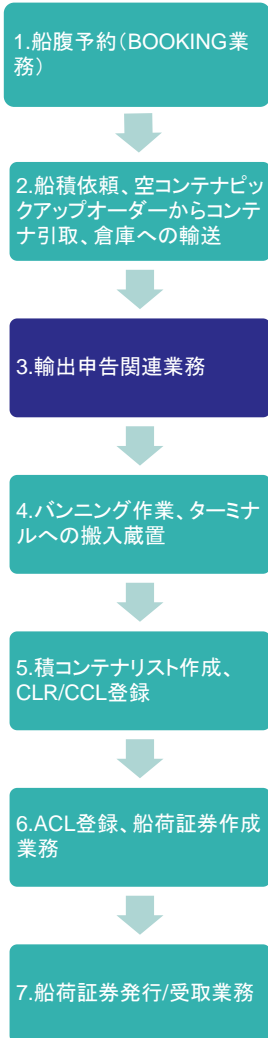 1.船腹予約(BOOKING業
務)
2.船積依頼、空コンテナピッ
クアップオーダーからコンテ
ナ引取、倉庫への輸送
3.輸出申告関連業務
4.バンニング作業、ターミナ
ルへの搬入蔵置
5.積コンテナリスト作成、
CLR/CCL登録
6.ACL登録、船荷証券作成
業務
7.船荷証券発行/受取業務